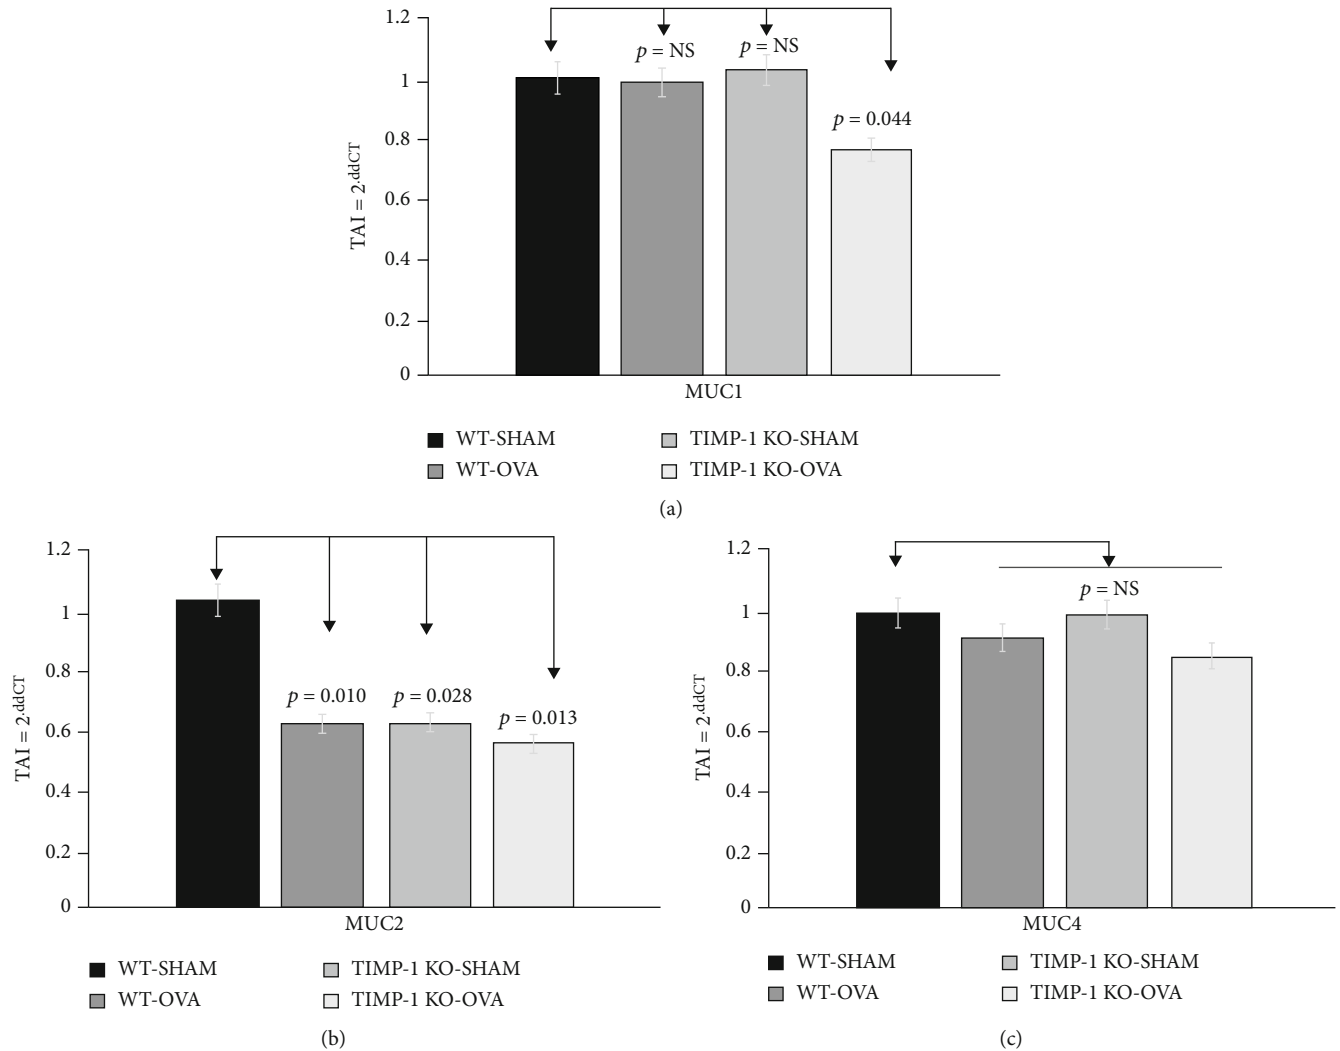 1.2
p = NS
p = NS
1
p = 0.044
0.8
0.6
0.4
0.2
0
TAI = 2.ddCT
MUC1
WT-SHAM
TIMP-1 KO-SHAM
WT-OVA
TIMP-1 KO-OVA
(a)
1.2
1
0.8
p = 0.010
p = 0.028
p = 0.013
0.6
0.4
0.2
0
TAI = 2.ddCT
MUC2
WT-SHAM
TIMP-1 KO-SHAM
WT-OVA
TIMP-1 KO-OVA
(b)
1.2
p = NS
1
0.8
0.6
0.4
0.2
0
TAI = 2.ddCT
MUC4
WT-SHAM
TIMP-1 KO-SHAM
WT-OVA
TIMP-1 KO-OVA
(c)